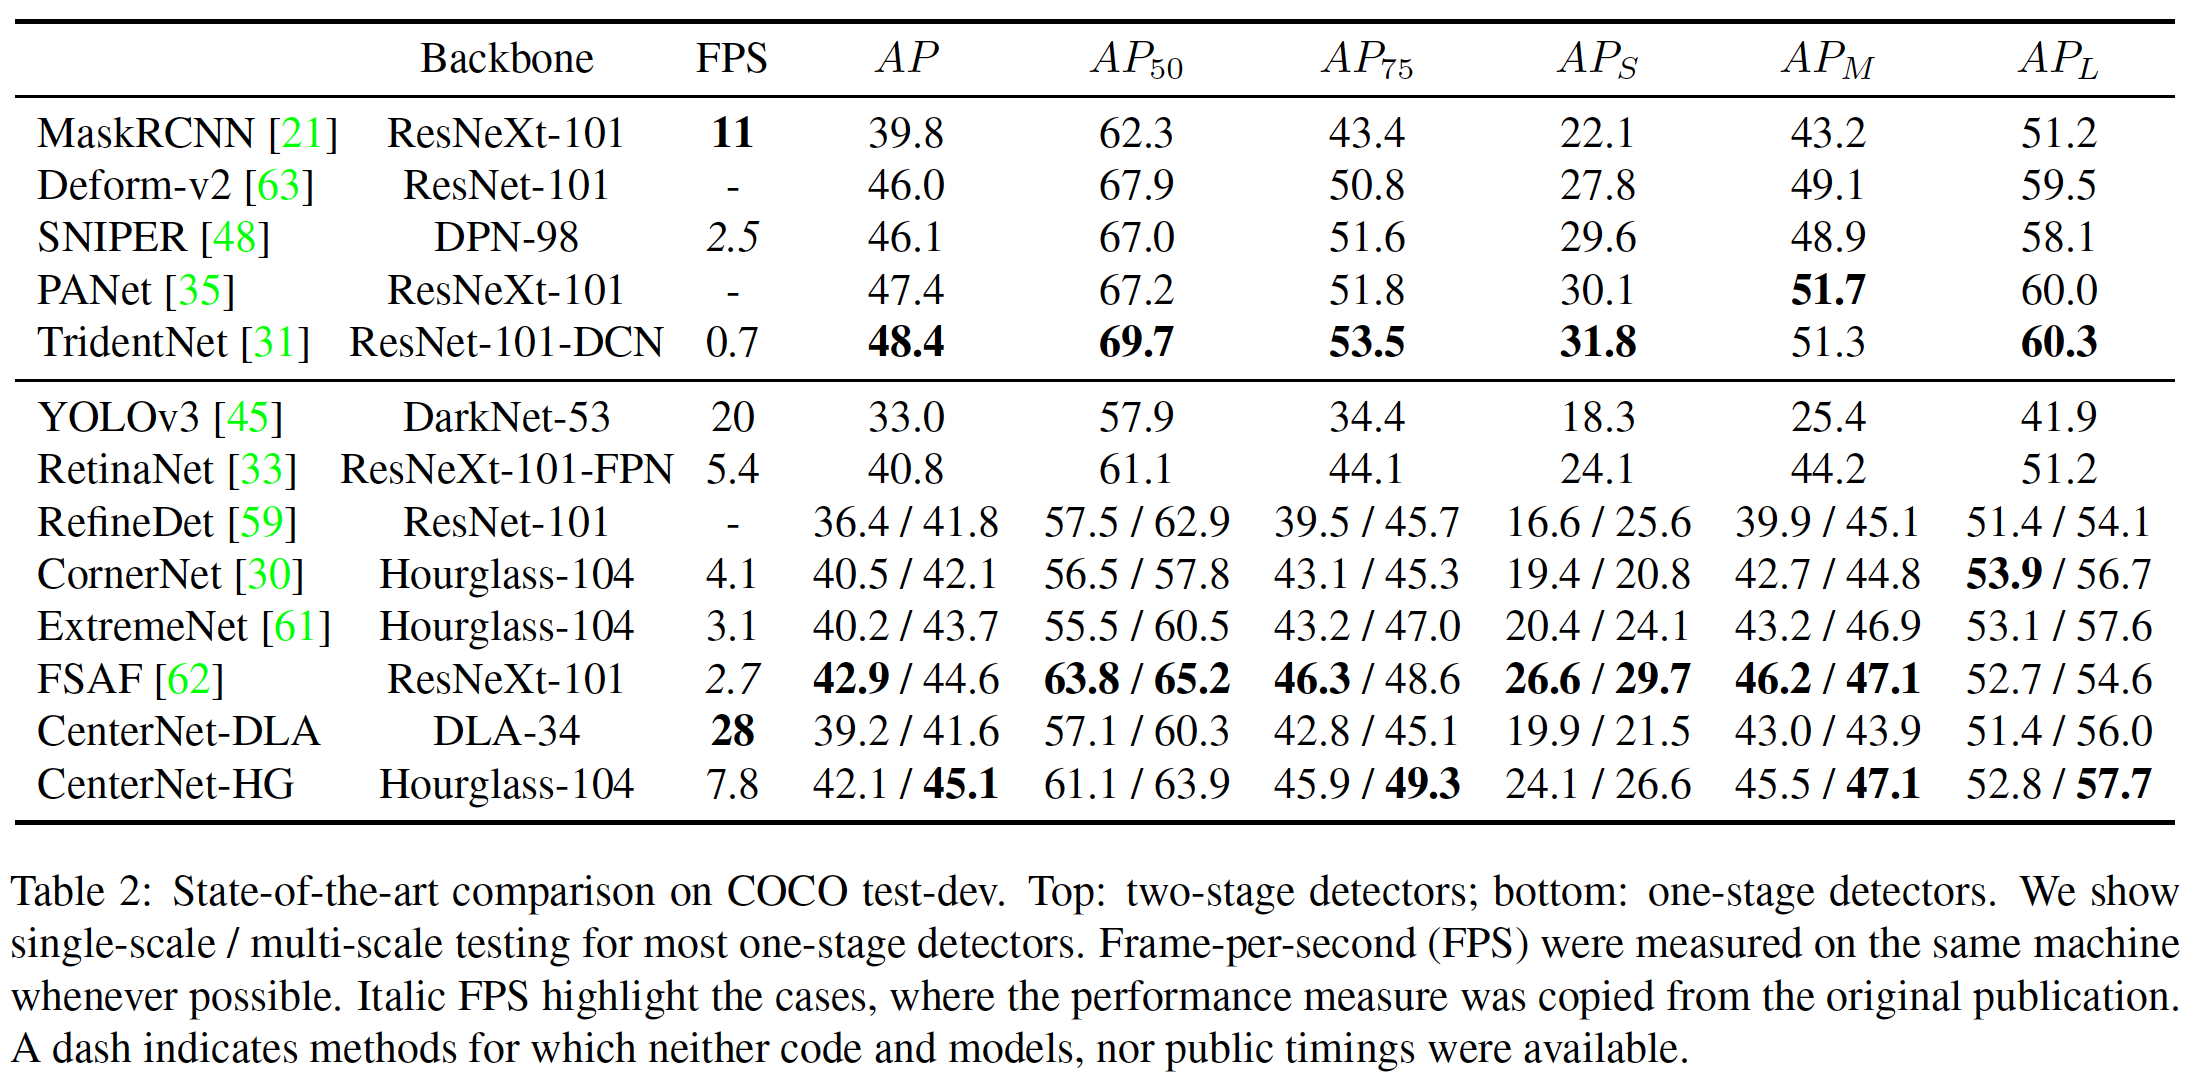 Backbone FPS AP AP50 AP75 APS APM APL
MaskRCNN [21] ResNeXt-101 11 39.8 62.3 43.4 22.1 43.2 51.2
Deform-v2 [63] ResNet-101 - 46.0 67.9 50.8 27.8 49.1 59.5
SNIPER [48] DPN-98 2.5 46.1 67.0 51.6 29.6 48.9 58.1
PANet [35] ResNeXt-101 - 47.4 67.2 51.8 30.1 51.7 60.0
TridentNet [31] ResNet-101-DCN 0.7 48.4 69.7 53.5 31.8 51.3 60.3
YOLOv3 [45] DarkNet-53 20 33.0 57.9 34.4 18.3 25.4 41.9
RetinaNet [33] ResNeXt-101-FPN 5.4 40.8 61.1 44.1 24.1 44.2 51.2
RefineDet [59] ResNet-101 - 36.4 / 41.8 57.5 / 62.9 39.5 / 45.7 16.6 / 25.6 39.9 / 45.1 51.4 / 54.1
CornerNet [30] Hourglass-104 4.1 40.5 / 42.1 56.5 / 57.8 43.1 / 45.3 19.4 / 20.8 42.7 / 44.8 53.9 / 56.7
ExtremeNet [61] Hourglass-104 3.1 40.2 / 43.7 55.5 / 60.5 43.2 / 47.0 20.4 / 24.1 43.2 / 46.9 53.1 / 57.6
FSAF [62] ResNeXt-101 2.7 42.9 / 44.6 63.8 / 65.2 46.3 / 48.6 26.6 / 29.7 46.2 / 47.1 52.7 / 54.6
CenterNet-DLA DLA-34 28 39.2 / 41.6 57.1 / 60.3 42.8 / 45.1 19.9 / 21.5 43.0 / 43.9 51.4 / 56.0
CenterNet-HG Hourglass-104 7.8 42.1 / 45.1 61.1 / 63.9 45.9 / 49.3 24.1 / 26.6 45.5 / 47.1 52.8 / 57.7
Table 2: State-of-the-art comparison on COCO test-dev. Top: two-stage detectors; bottom: one-stage detectors. We show
single-scale / multi-scale testing for most one-stage detectors. Frame-per-second (FPS) were measured on the same machine
whenever possible. Italic FPS highlight the cases, where the performance measure was copied from the original publication.
A dash indicates methods for which neither code and models, nor public timings were available.